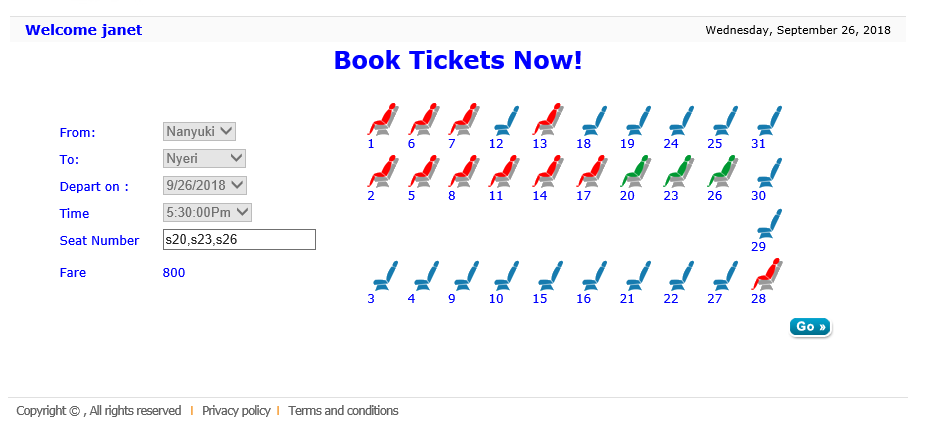 Welcome janet
Wednesday, September 26, 2018
Book Tickets Now!
From: Nanyuki
To: Nyeri
Depart on : 9/26/2018
Time 5:30:00Pm
Seat Number s20,s23,s26
Fare 800
1 6 7 12 13 18 19 24 25 31
2 5 8 11 14 17 20 23 26 30
29
3 4 9 10 15 16 21 22 27 28
Go »
Copyright © , All rights reserved | Privacy policy | Terms and conditions